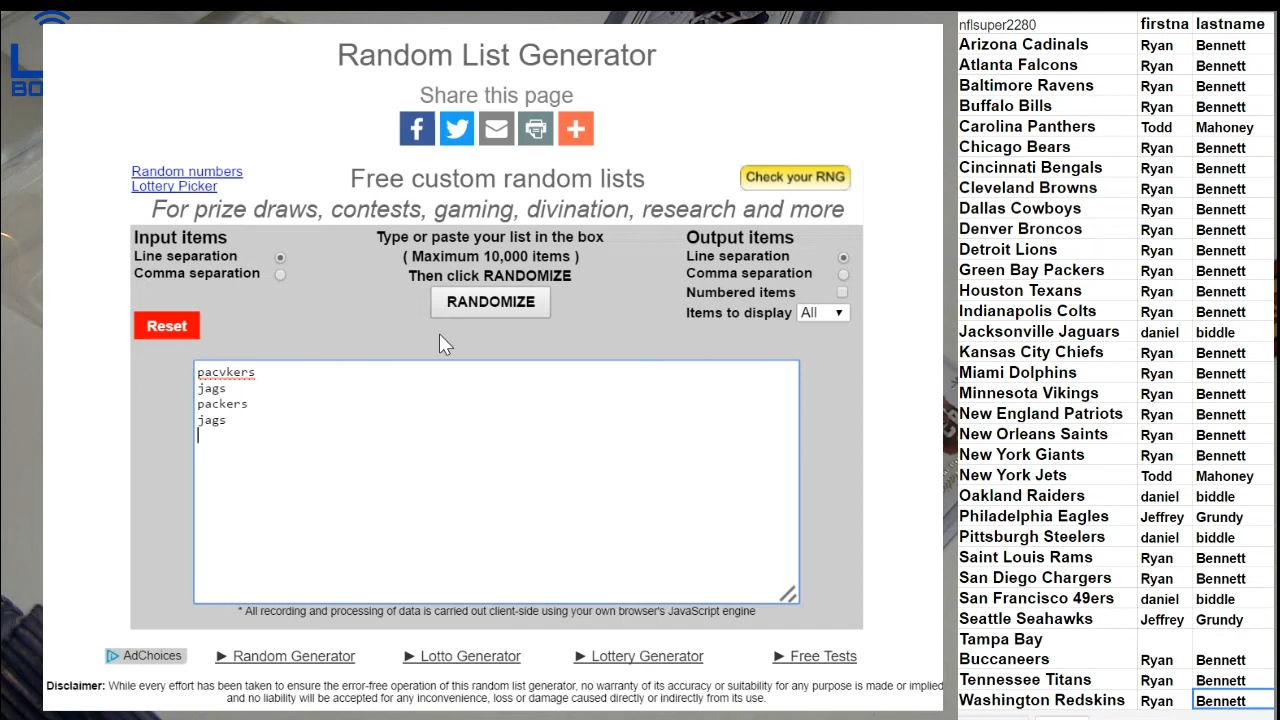 Random List Generator
Share this page
Random numbers
Lottery Picker
Free custom random lists
Check your RNG
For prize draws, contests, gaming, divination, research and more
Input items
Line separation
Comma separation
Type or paste your list in the box
( Maximum 10,000 items )
Then click RANDOMIZE
RANDOMIZE
Output items
Line separation
Comma separation
Numbered items
Items to display All
Reset
pacvkers
jags
packers
jags
* All recording and processing of data is carried out client-side using your own browser's JavaScript engine
AdChoices
► Random Generator
► Lotto Generator
► Lottery Generator
► Free Tests
Disclaimer: While every effort has been taken to ensure the error-free operation of this random list generator, no warranty of its accuracy or suitability for any purpose is made or implied
and no liability will be accepted for any inconvenience, loss or damage caused directly or indirectly from its use.
nflsuper2280 firstna lastname
Arizona Cadinals Ryan Bennett
Atlanta Falcons Ryan Bennett
Baltimore Ravens Ryan Bennett
Buffalo Bills Ryan Bennett
Carolina Panthers Todd Mahoney
Chicago Bears Ryan Bennett
Cincinnati Bengals Ryan Bennett
Cleveland Browns Ryan Bennett
Dallas Cowboys Ryan Bennett
Denver Broncos Ryan Bennett
Detroit Lions Ryan Bennett
Green Bay Packers Ryan Bennett
Houston Texans Ryan Bennett
Indianapolis Colts Ryan Bennett
Jacksonville Jaguars daniel biddle
Kansas City Chiefs Ryan Bennett
Miami Dolphins Ryan Bennett
Minnesota Vikings Ryan Bennett
New England Patriots Ryan Bennett
New Orleans Saints Ryan Bennett
New York Giants Ryan Bennett
New York Jets Todd Mahoney
Oakland Raiders daniel biddle
Philadelphia Eagles Jeffrey Grundy
Pittsburgh Steelers daniel biddle
Saint Louis Rams Ryan Bennett
San Diego Chargers Ryan Bennett
San Francisco 49ers daniel biddle
Seattle Seahawks Jeffrey Grundy
Tampa Bay
Buccaneers Ryan Bennett
Tennessee Titans Ryan Bennett
Washington Redskins Ryan Bennett